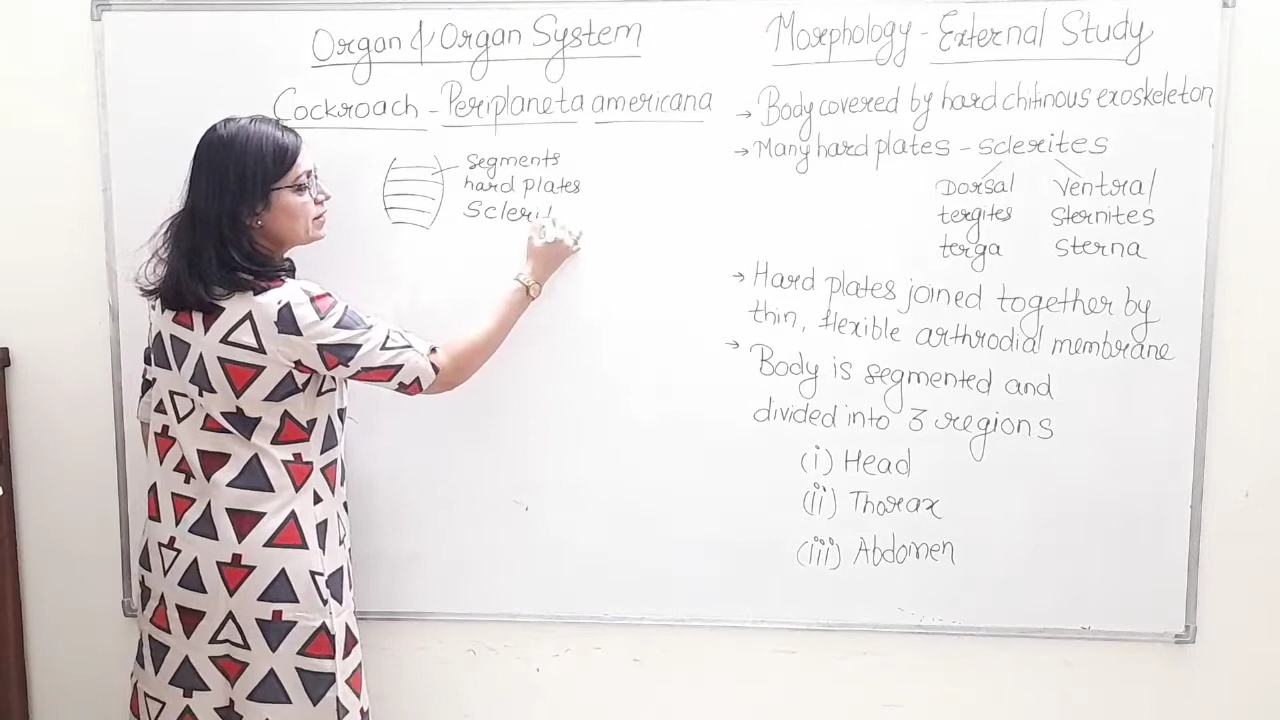 Organ & Organ System
Cockroach - Periplaneta americana
segments
hard plates
Sclerit
Morphology - External Study
→ Body covered by hard chitinous exoskeleton
→ Many hard plates - sclerites
Dorsal Ventral
tergites Sternites
terga Sterna
→ Hard plates joined together by
thin, flexible arthrodial membrane
→ Body is segmented and
divided into 3 regions
(i) Head
(ii) Thorax
(iii) Abdomen